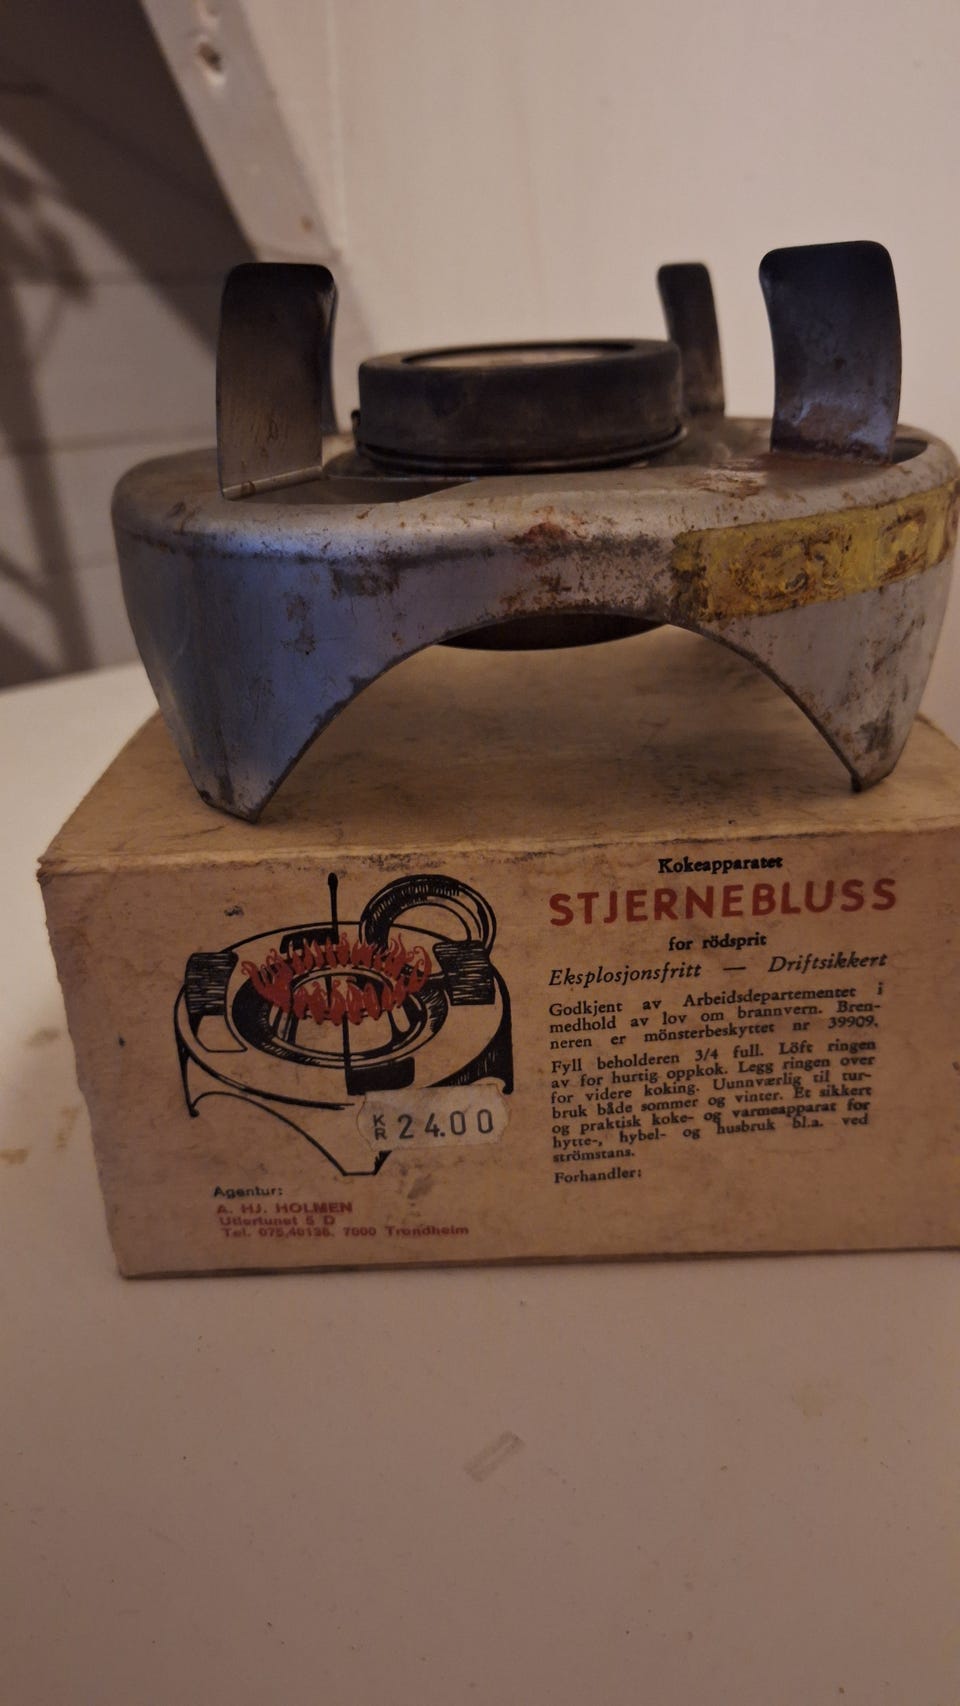 Kokeapparatet
STJERNEBLUSS
for rödsprit
Eksplosjonsfritt — Driftsikkert
Godkjent av Arbeidsdepartementet i
medhold av lov om brannvern. Bren-
neren er mönsterbeskyttet nr 39909.
Fyll beholderen 3/4 full. Löft ringen
av for hurtig oppkok. Legg ringen over
for videre koking. Uunnværlig til tur-
bruk både sommer og vinter. Et sikkert
og praktisk koke- og varmeapparat for
hytte-, hybel- og husbruk bl.a. ved
strömstans.
Forhandler:
KR 24.00
Agentur:
A. HJ. HOLMEN
Utlertunet 5 D
Tel. 075,40136. 7000 Trondheim